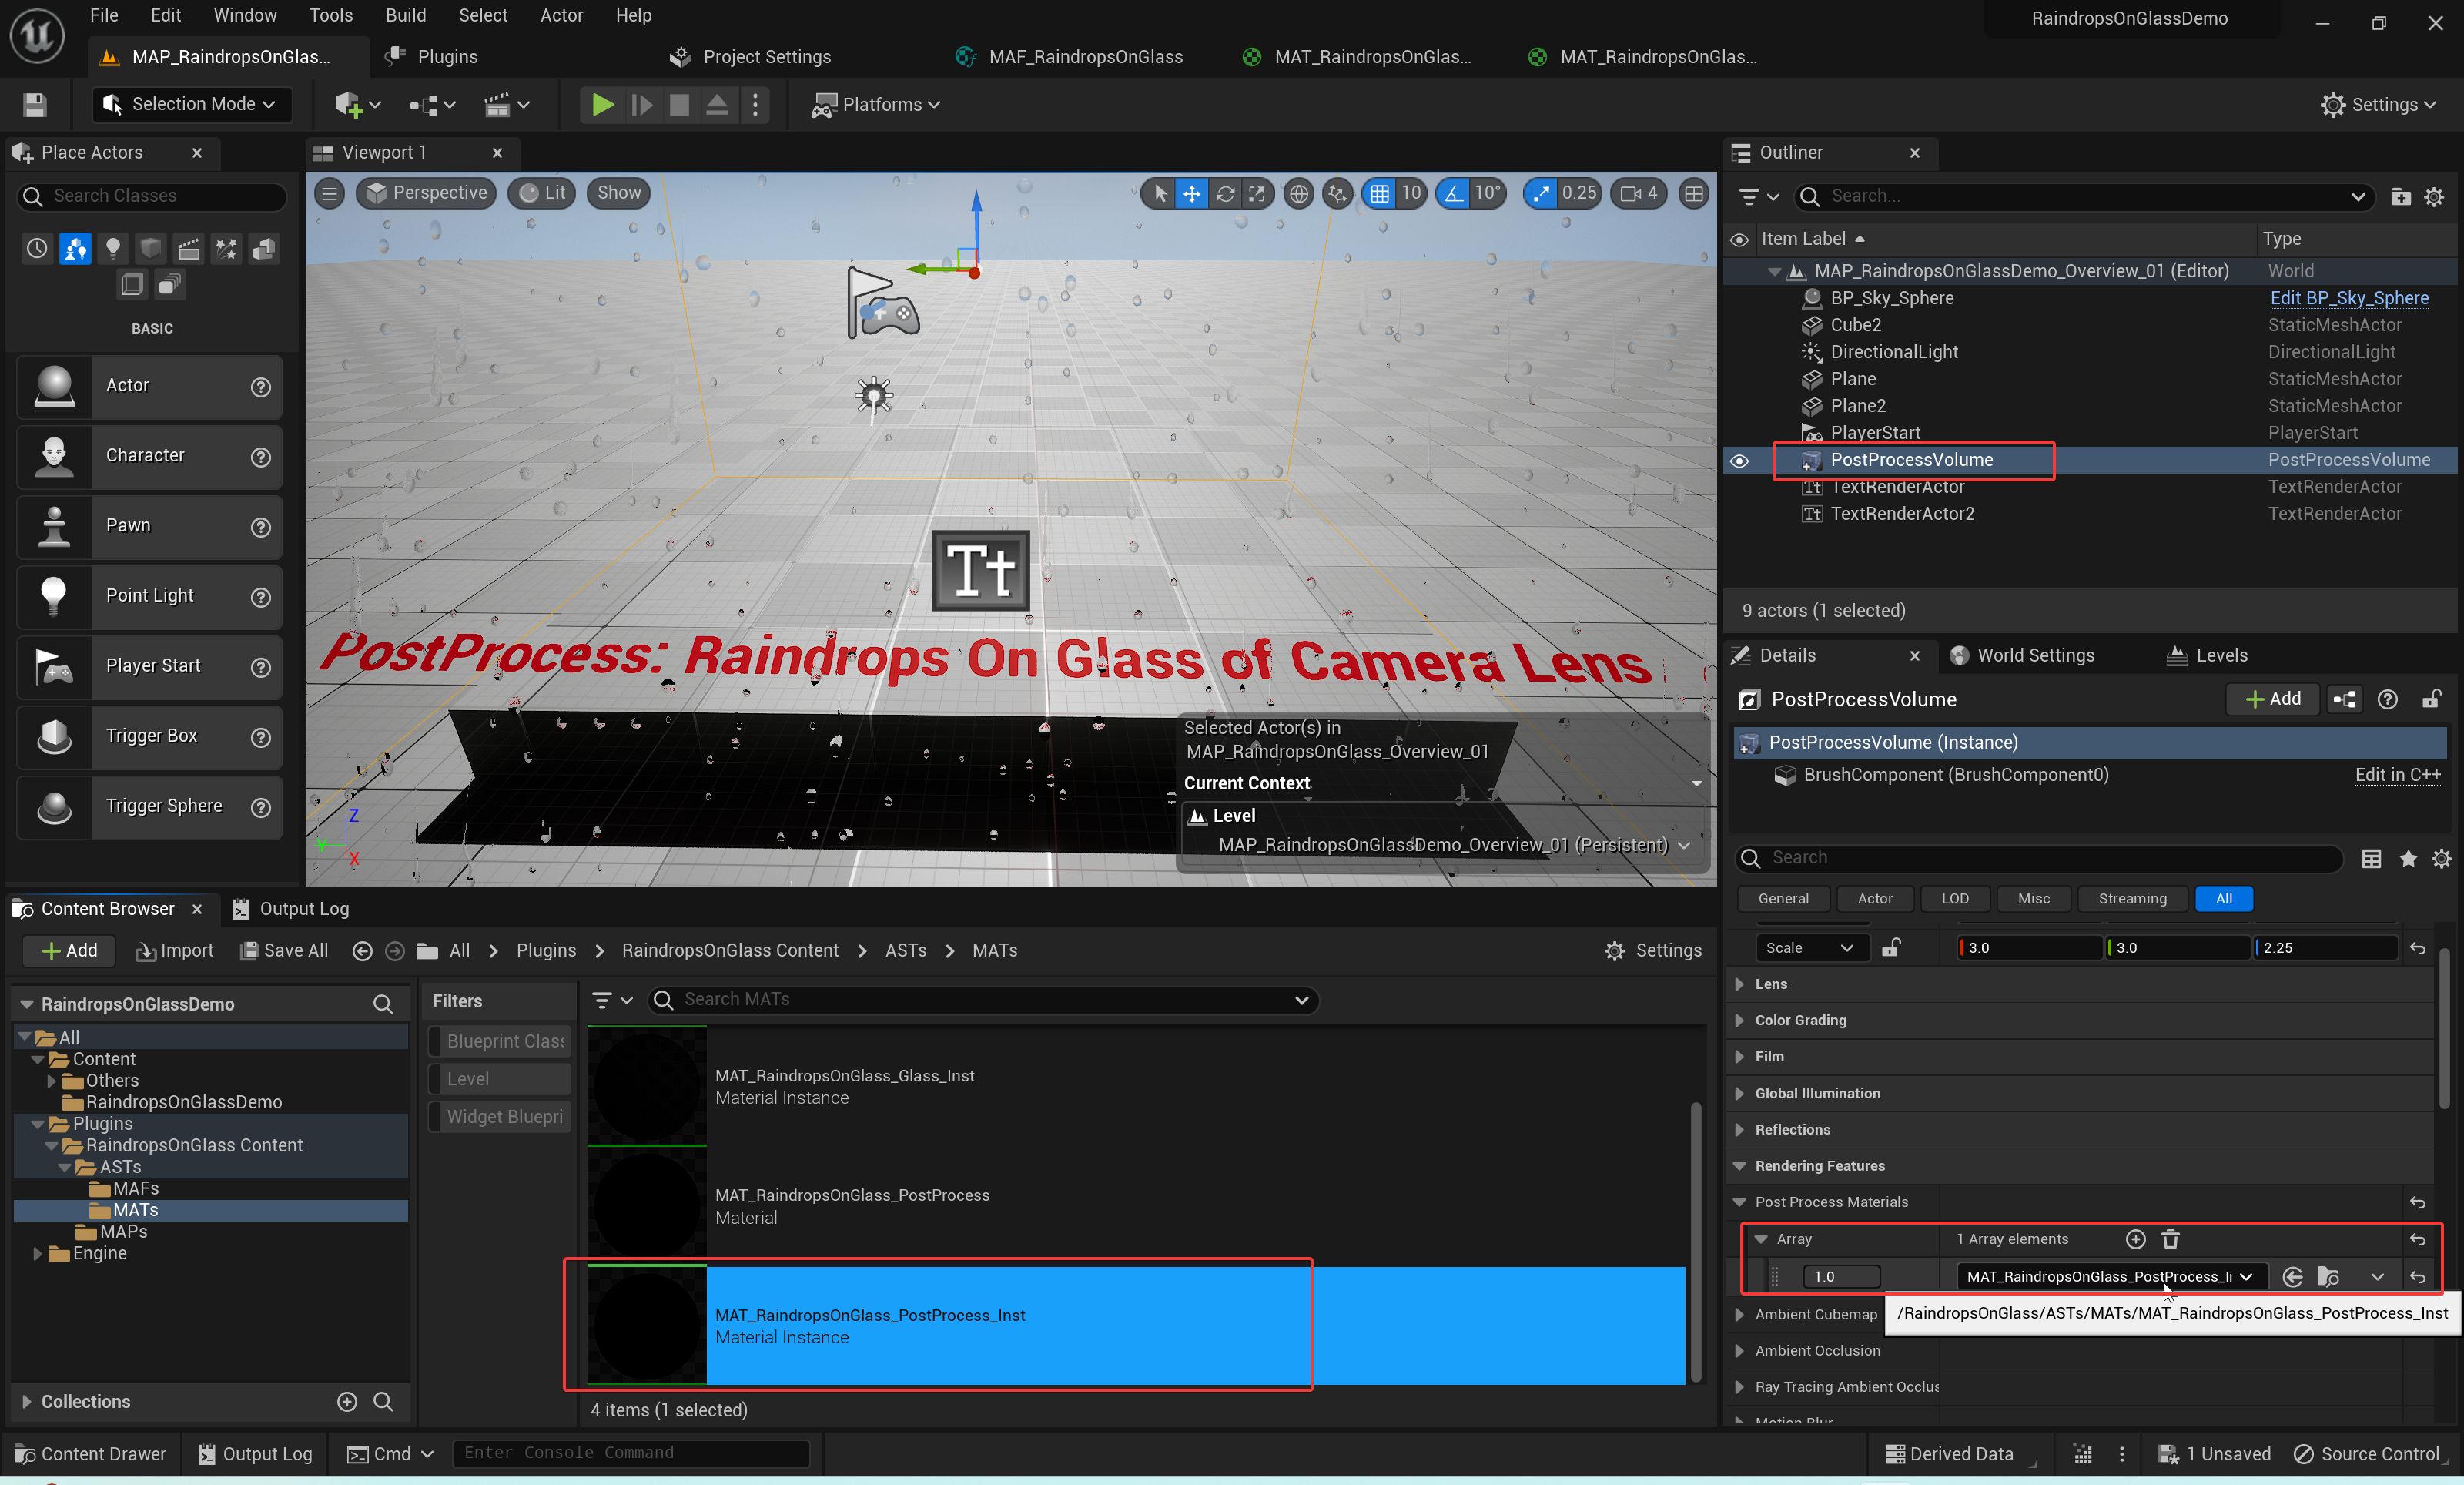 File Edit Window Tools Build Select Actor Help
RaindropsOnGlassDemo
MAP_RaindropsOnGlas...
Plugins
Project Settings
MAF_RaindropsOnGlass
MAT_RaindropsOnGlas...
MAT_RaindropsOnGlas...
Selection Mode
Platforms
Settings
Place Actors
Search Classes
BASIC
Actor
Character
Pawn
Point Light
Player Start
Trigger Box
Trigger Sphere
Viewport 1
Perspective
Lit
Show
10
10°
0.25
4
Tt
PostProcess: Raindrops On Glass of Camera Lens
Selected Actor(s) in
MAP_RaindropsOnGlass_Overview_01
Current Context
Level
MAP_RaindropsOnGlassDemo_Overview_01 (Persistent)
Z
Y
X
Outliner
Search...
Item Label
Type
MAP_RaindropsOnGlassDemo_Overview_01 (Editor) World
BP_Sky_Sphere Edit BP_Sky_Sphere
Cube2 StaticMeshActor
DirectionalLight DirectionalLight
Plane StaticMeshActor
Plane2 StaticMeshActor
PlayerStart PlayerStart
PostProcessVolume PostProcessVolume
TextRenderActor TextRenderActor
TextRenderActor2 TextRenderActor
9 actors (1 selected)
Details
World Settings
Levels
PostProcessVolume
Add
PostProcessVolume (Instance)
BrushComponent (BrushComponent0)
Edit in C++
Search
General Actor LOD Misc Streaming All
Scale 3.0 3.0 2.25
Lens
Color Grading
Film
Global Illumination
Reflections
Rendering Features
Post Process Materials
Array 1 Array elements
1.0 MAT_RaindropsOnGlass_PostProcess_Ir
Ambient Cubemap
/RaindropsOnGlass/ASTs/MATs/MAT_RaindropsOnGlass_PostProcess_Inst
Ambient Occlusion
Ray Tracing Ambient Occlus
Motion Blur
Content Browser
Output Log
Add
Import
Save All
All
Plugins
RaindropsOnGlass Content
ASTs
MATs
Settings
RaindropsOnGlassDemo
All
Content
Others
RaindropsOnGlassDemo
Plugins
RaindropsOnGlass Content
ASTs
MAFs
MATs
MAPs
Engine
Collections
Filters
Blueprint Class
Level
Widget Bluepri
Search MATs
MAT_RaindropsOnGlass_Glass_Inst
Material Instance
MAT_RaindropsOnGlass_PostProcess
Material
MAT_RaindropsOnGlass_PostProcess_Inst
Material Instance
4 items (1 selected)
Content Drawer
Output Log
Cmd
Enter Console Command
Derived Data
1 Unsaved
Source Control